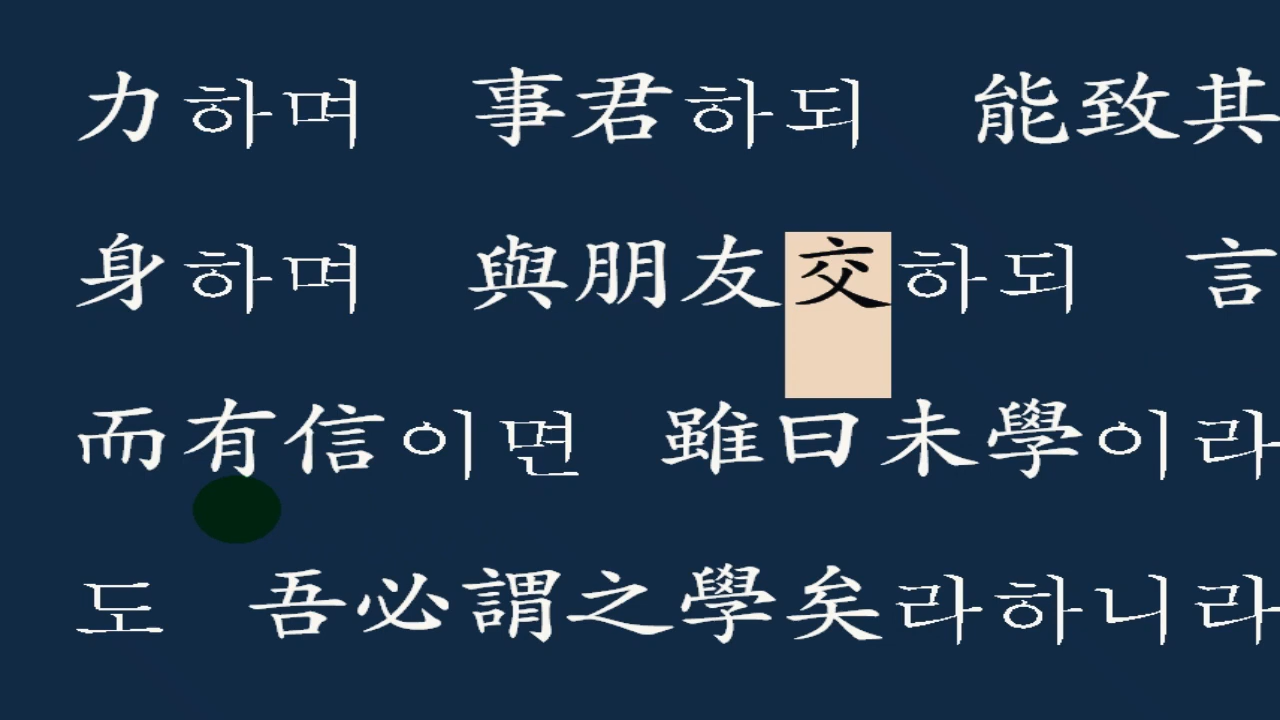 力하며 事君하되 能致其
身하며 與朋友交하되 言
而有信이면 雖曰未學이라
도 吾必謂之學矣라하니라